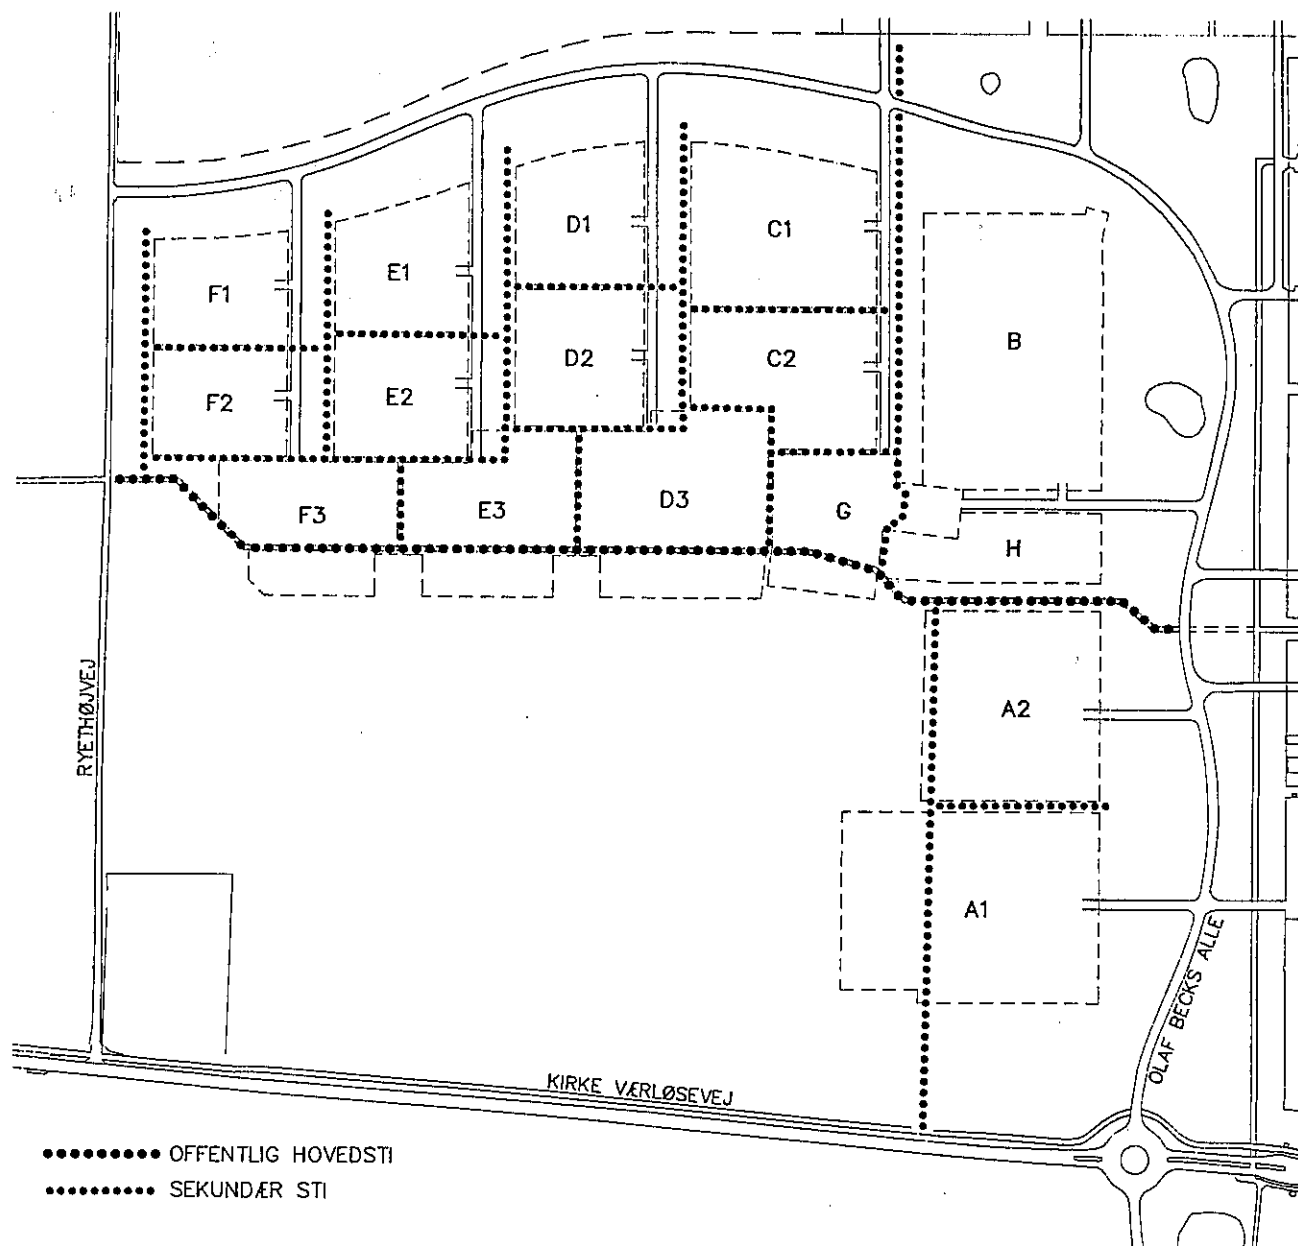 D1
C1
E1
F1
B
D2
C2
E2
F2
D3
E3
G
F3
H
A2
RYETHØJVEJ
A1
OLAF BECKS ALLE
KIRKE VÆRLØSEVEJ
OFFENTLIG HOVEDSTI
SEKUNDÆR STI